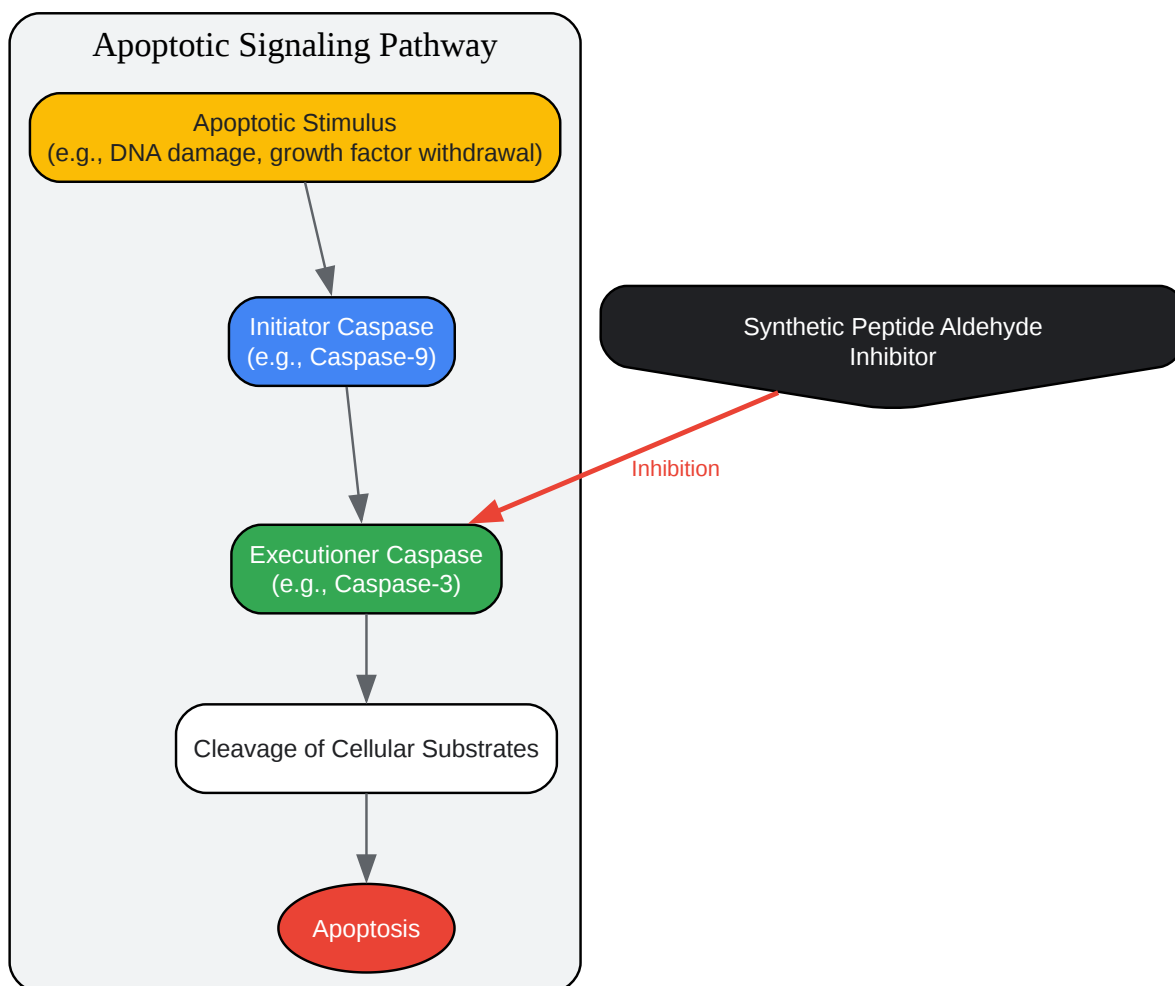 Apoptotic Signaling Pathway
Apoptotic Stimulus
(e.g., DNA damage, growth factor withdrawal)
Initiator Caspase
(e.g., Caspase-9)
Synthetic Peptide Aldehyde
Inhibitor
Inhibition
Executioner Caspase
(e.g., Caspase-3)
Cleavage of Cellular Substrates
Apoptosis